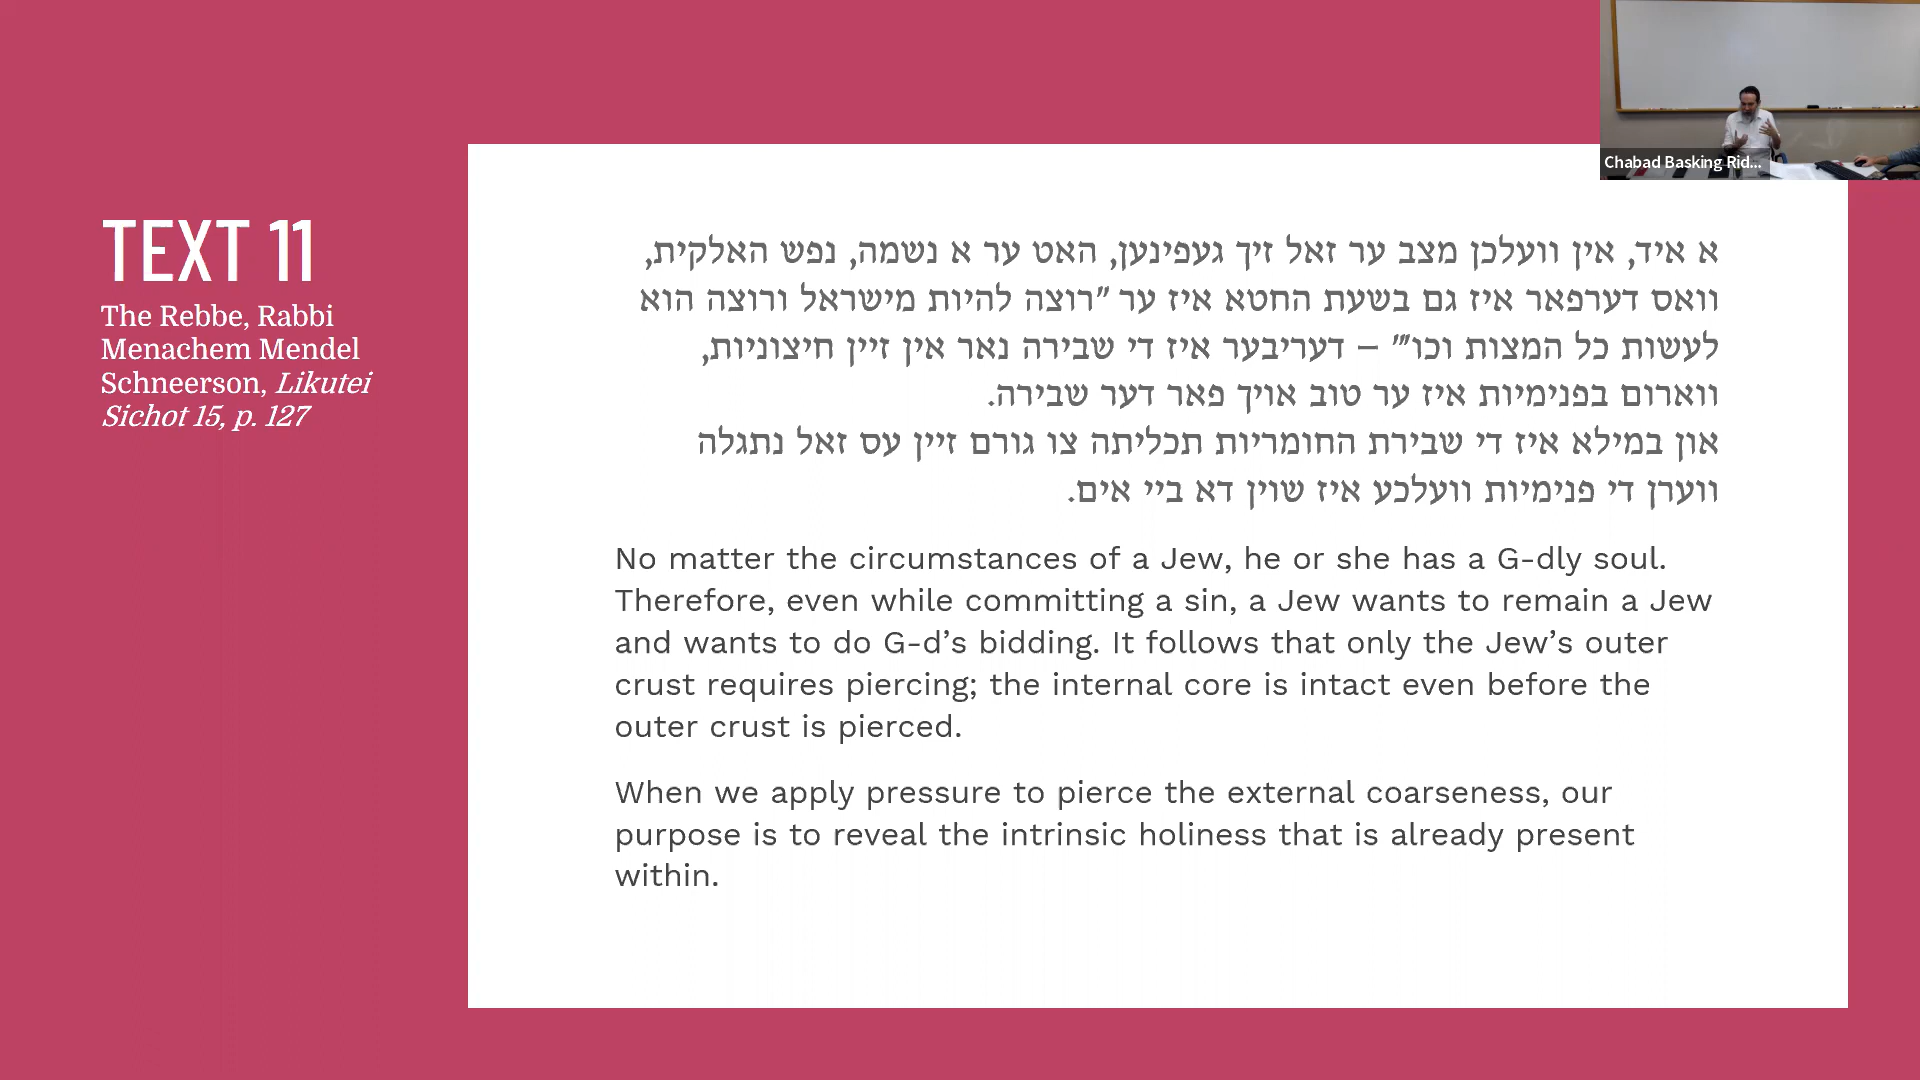 TEXT 11
The Rebbe, Rabbi
Menachem Mendel
Schneerson, Likutei
Sichot 15, p. 127
א איד, אין וועלכן מצב ער זאל זיך געפינען, האט ער א נשמה, נפש האלקית,
וואס דערפאר איז גם בשעת החטא איז ער "רוצה להיות מישראל ורוצה הוא
לעשות כל המצות וכו'" – דעריבער איז די שבירה נאר אין זיין חיצוניות,
ווארום בפנימיות איז ער טוב אויך פאר דער שבירה.
און במילא איז די שבירת החומריות תכליתה צו גורם זיין עס זאל נתגלה
ווערן די פנימיות וועלכע איז שוין דא ביי אים.
No matter the circumstances of a Jew, he or she has a G-dly soul.
Therefore, even while committing a sin, a Jew wants to remain a Jew
and wants to do G-d’s bidding. It follows that only the Jew’s outer
crust requires piercing; the internal core is intact even before the
outer crust is pierced.
When we apply pressure to pierce the external coarseness, our
purpose is to reveal the intrinsic holiness that is already present
within.
Chabad Basking Rid...